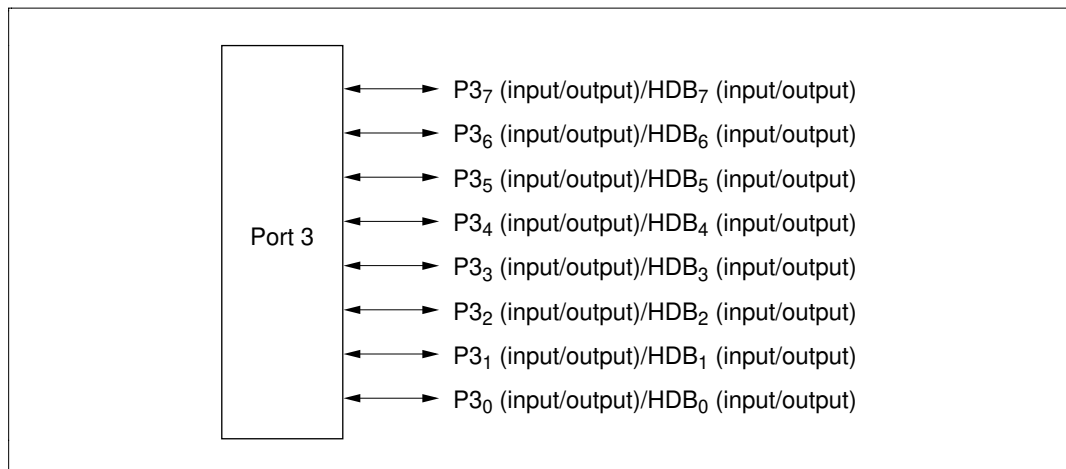 P3₇ (input/output)/HDB₇ (input/output)
P3₆ (input/output)/HDB₆ (input/output)
P3₅ (input/output)/HDB₅ (input/output)
P3₄ (input/output)/HDB₄ (input/output)
Port 3
P3₃ (input/output)/HDB₃ (input/output)
P3₂ (input/output)/HDB₂ (input/output)
P3₁ (input/output)/HDB₁ (input/output)
P3₀ (input/output)/HDB₀ (input/output)